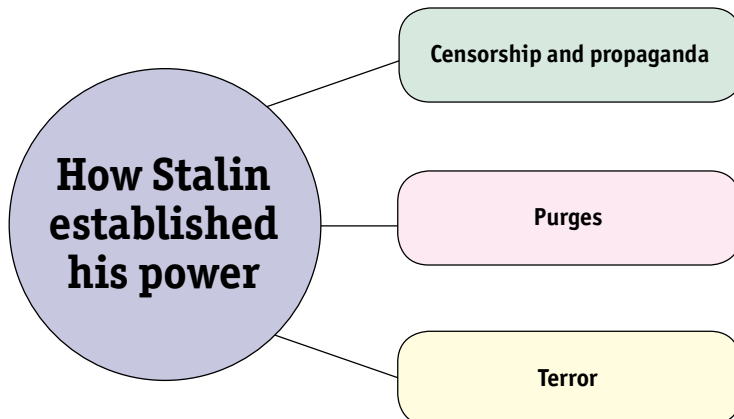 How Stalin
established
his power
Censorship and propaganda
Purges
Terror